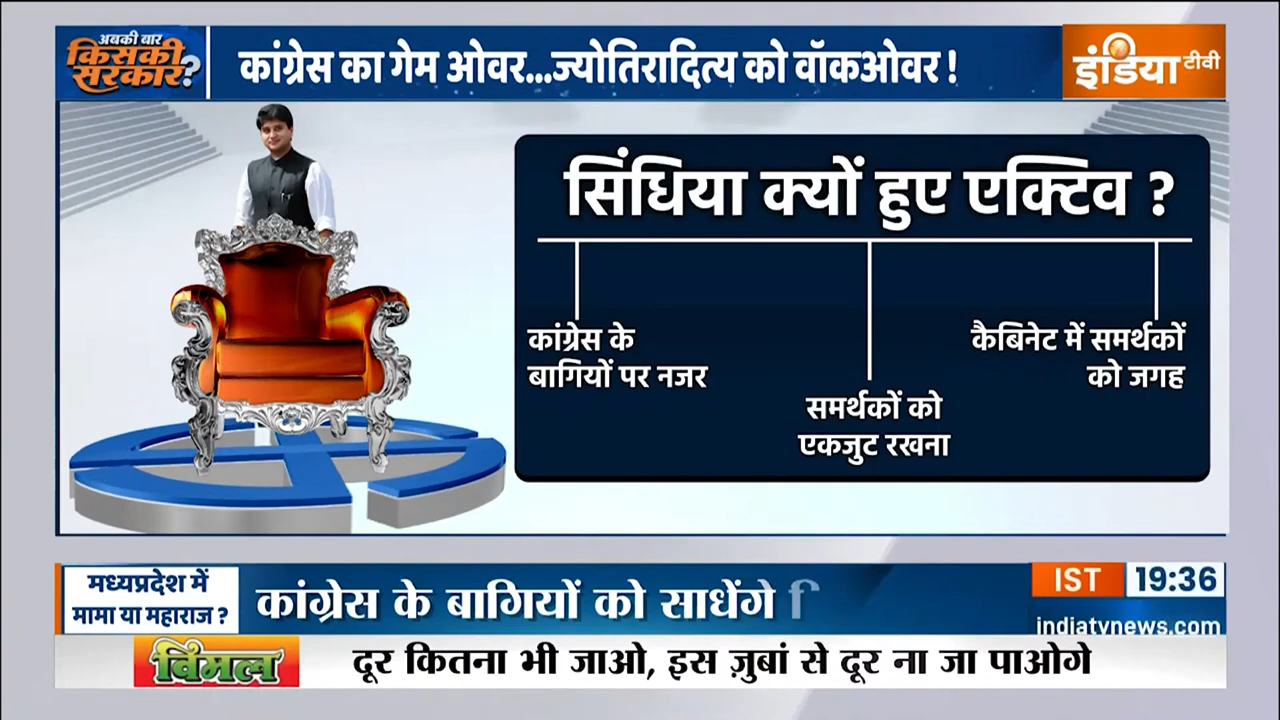 अबकी बार
किसकी
सरकार?
कांग्रेस का गेम ओवर...ज्योतिरादित्य को वॉकओवर!
इंडिया टीवी
सिंधिया क्यों हुए एक्टिव ?
कांग्रेस के
बागियों पर नजर
समर्थकों को
एकजुट रखना
कैबिनेट में समर्थकों
को जगह
मध्यप्रदेश में
मामा या महाराज ?
कांग्रेस के बागियों को साधेंगे
IST 19:36
indiatvnews.com
विमल
दूर कितना भी जाओ, इस ज़ुबां से दूर ना जा पाओगे